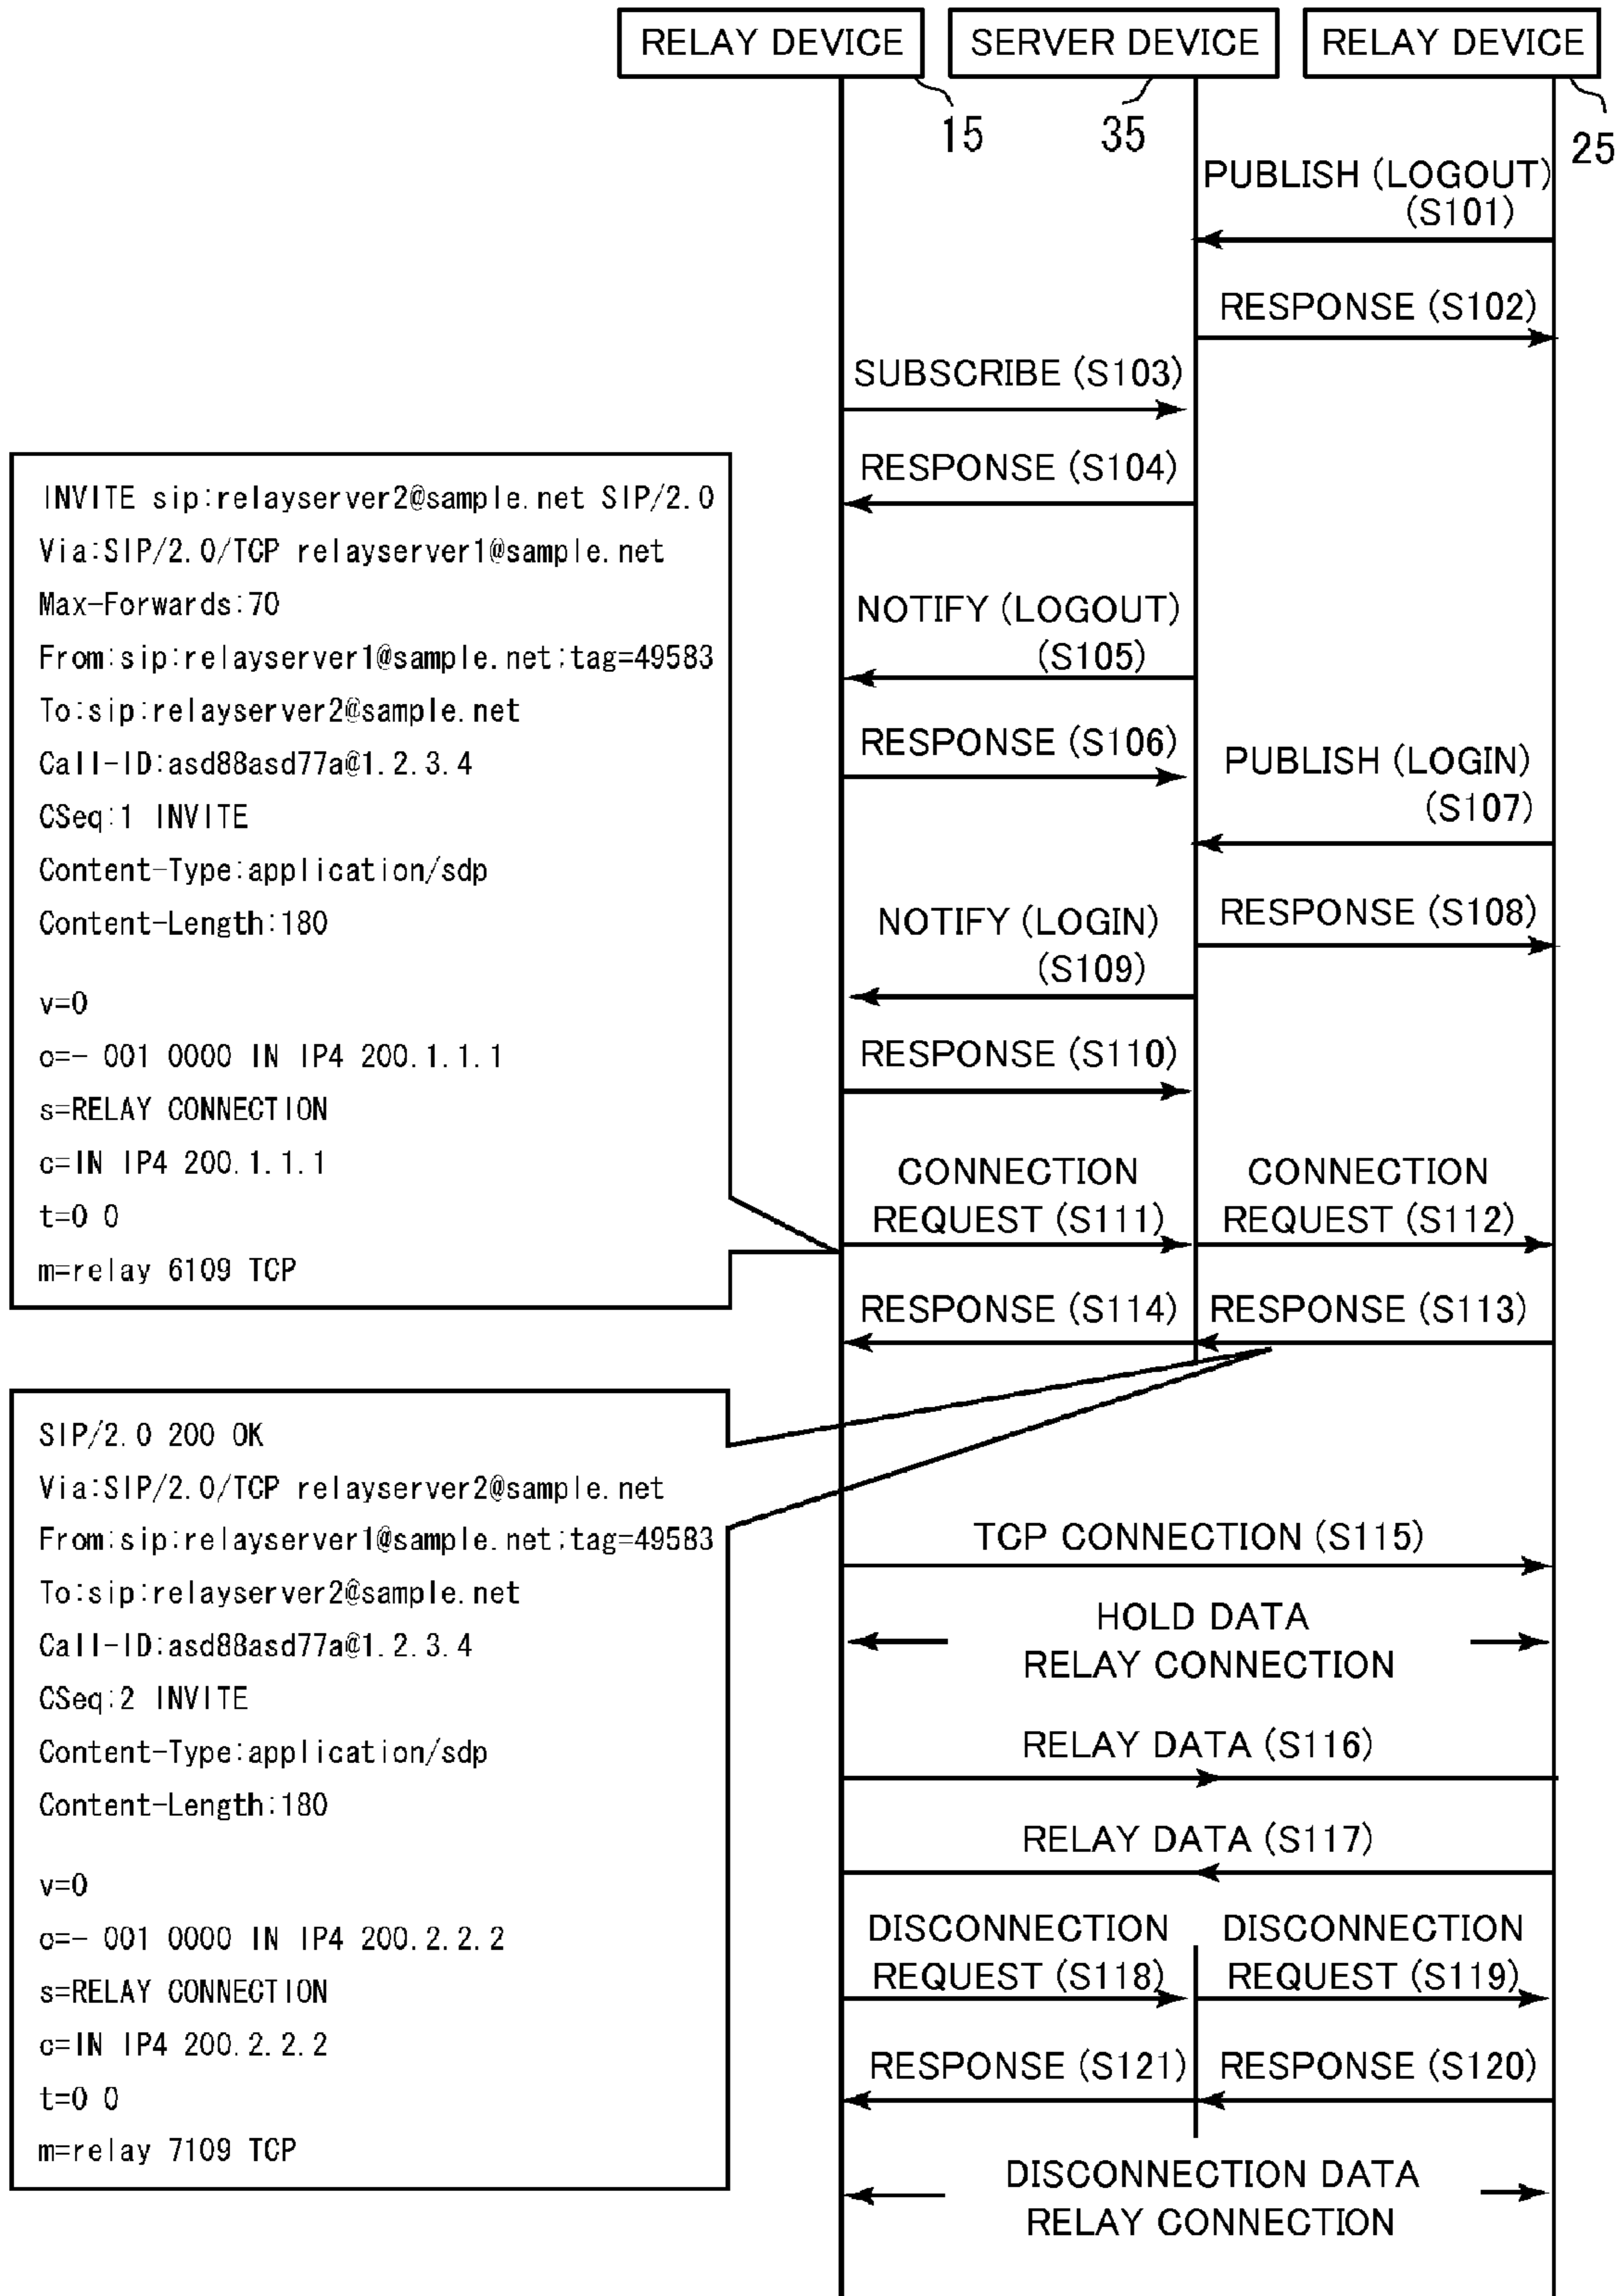 RELAY DEVICE
SERVER DEVICE
RELAY DEVICE
15
35
25
PUBLISH (LOGOUT)
(S101)
RESPONSE (S102)
SUBSCRIBE (S103)
RESPONSE (S104)
NOTIFY (LOGOUT)
(S105)
RESPONSE (S106)
PUBLISH (LOGIN)
(S107)
RESPONSE (S108)
NOTIFY (LOGIN)
(S109)
RESPONSE (S110)
CONNECTION
REQUEST (S111)
CONNECTION
REQUEST (S112)
RESPONSE (S114)
RESPONSE (S113)
INVITE sip:relayserver2@sample.net SIP/2.0
Via:SIP/2.0/TCP relayserver1@sample.net
Max-Forwards:70
From:sip:relayserver1@sample.net;tag=49583
To:sip:relayserver2@sample.net
Call-ID:asd88asd77a@1.2.3.4
CSeq:1 INVITE
Content-Type:application/sdp
Content-Length:180
v=0
o=- 001 0000 IN IP4 200.1.1.1
s=RELAY CONNECTION
c=IN IP4 200.1.1.1
t=0 0
m=relay 6109 TCP
SIP/2.0 200 OK
Via:SIP/2.0/TCP relayserver2@sample.net
From:sip:relayserver1@sample.net;tag=49583
To:sip:relayserver2@sample.net
Call-ID:asd88asd77a@1.2.3.4
CSeq:2 INVITE
Content-Type:application/sdp
Content-Length:180
v=0
o=- 001 0000 IN IP4 200.2.2.2
s=RELAY CONNECTION
c=IN IP4 200.2.2.2
t=0 0
m=relay 7109 TCP
TCP CONNECTION (S115)
HOLD DATA
RELAY CONNECTION
RELAY DATA (S116)
RELAY DATA (S117)
DISCONNECTION
REQUEST (S118)
DISCONNECTION
REQUEST (S119)
RESPONSE (S121)
RESPONSE (S120)
DISCONNECTION DATA
RELAY CONNECTION